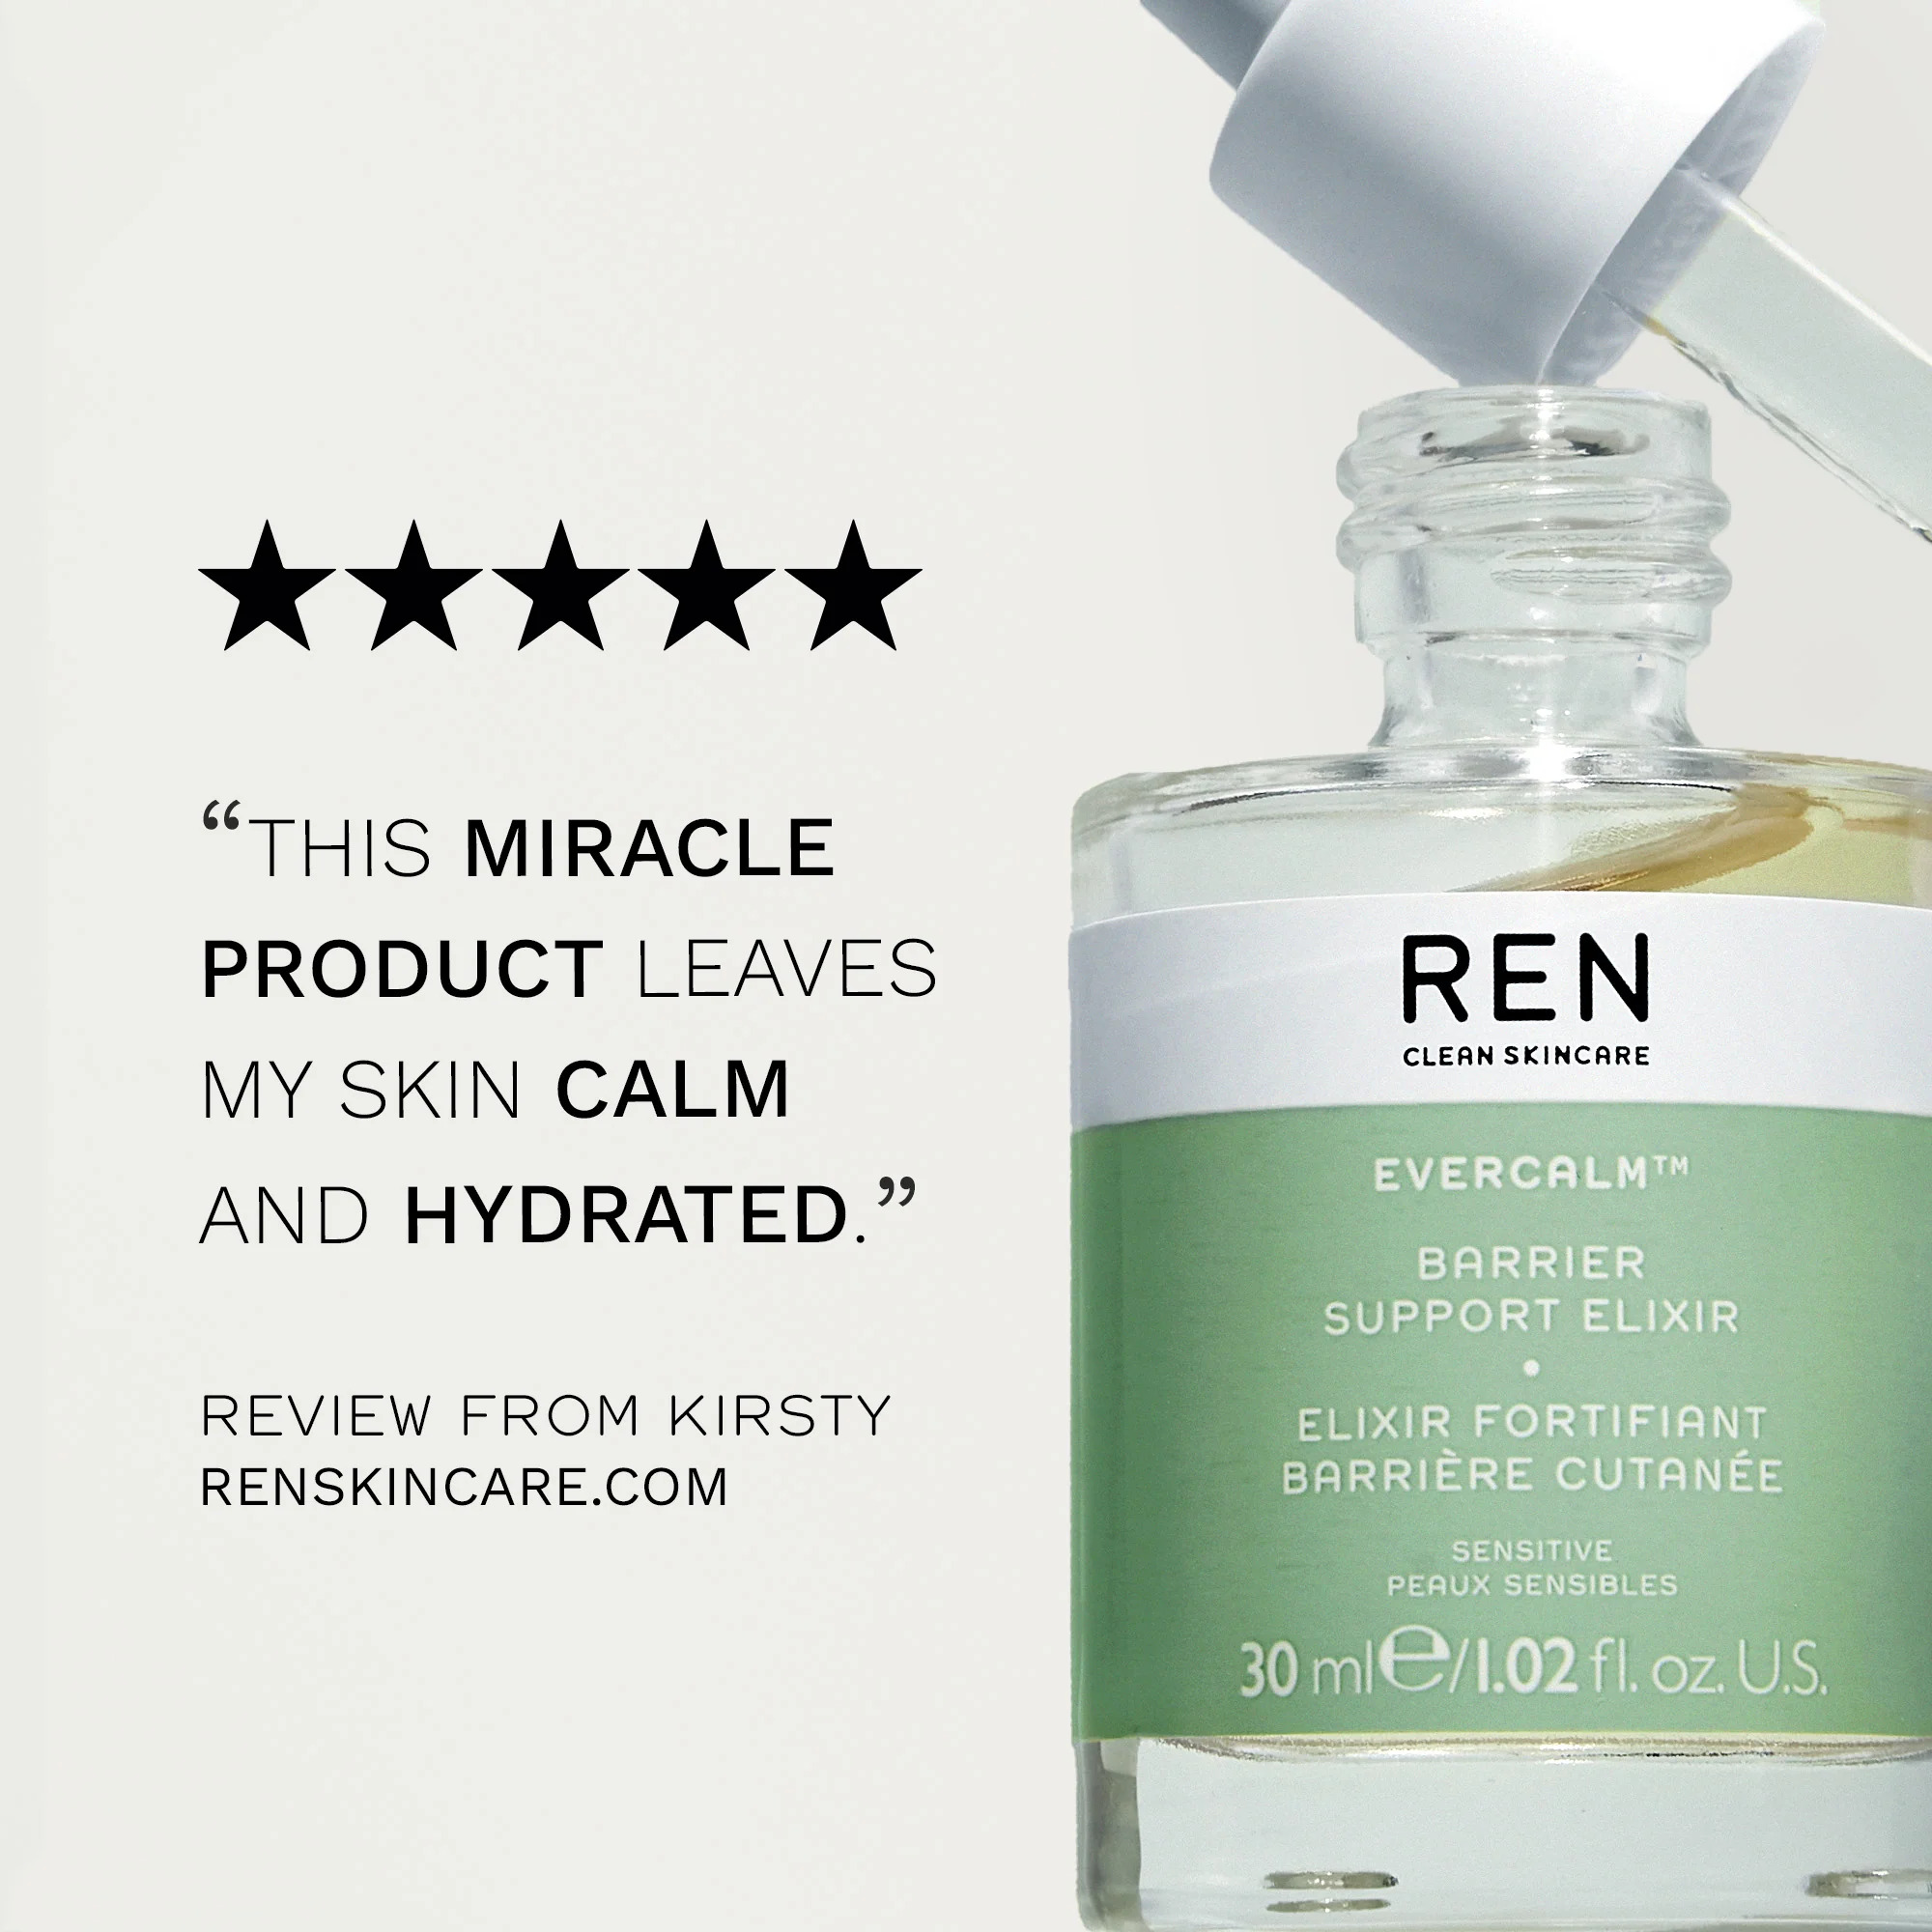 “THIS MIRACLE
PRODUCT LEAVES
MY SKIN CALM
AND HYDRATED.”
REVIEW FROM KIRSTY
RENSKINCARE.COM
REN
CLEAN SKINCARE
EVERCALM™
BARRIER
SUPPORT ELIXIR
•
ELIXIR FORTIFIANT
BARRIÈRE CUTANÉE
SENSITIVE
PEAUX SENSIBLES
30 ml℮/1.02 fl. oz. U.S.